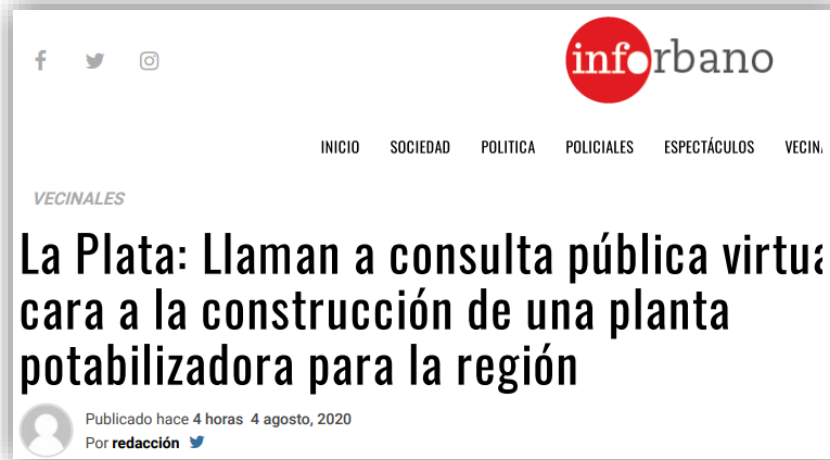 inforbano
INICIO SOCIEDAD POLITICA POLICIALES ESPECTÁCULOS
VECINALES
La Plata: Llaman a consulta pública
cara a la construcción de una planta
potabilizadora para la región
Publicado hace 4 horas 4 agosto, 2020
Por redacción